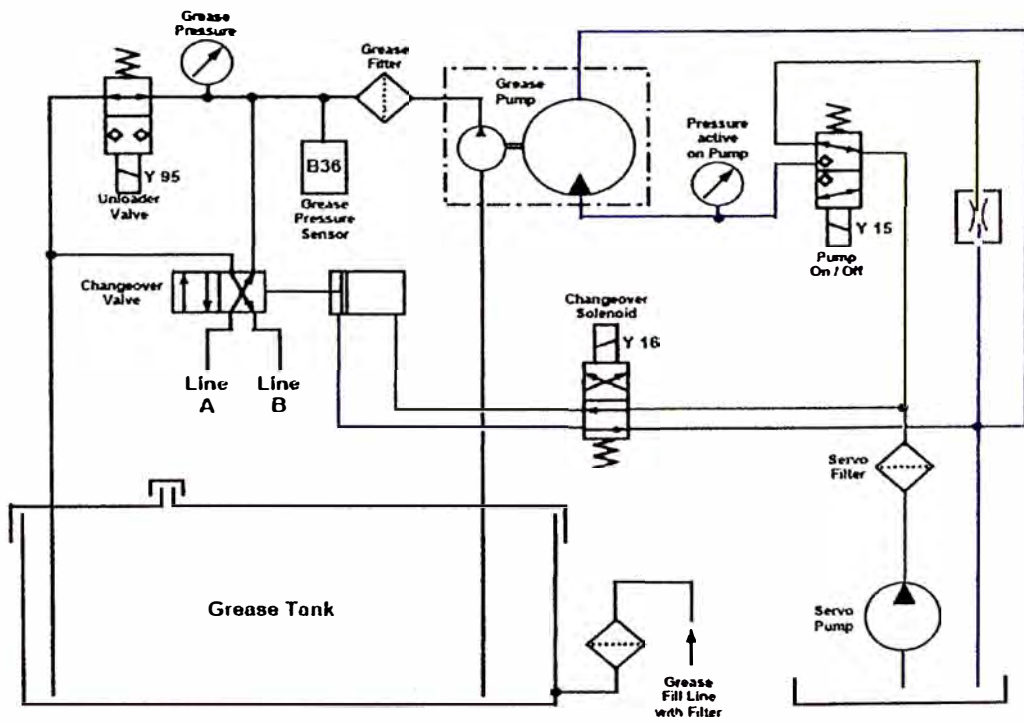 Grease
Pressure
Grease
Filter
Grease
Pump
Pressure
active
on Pump
Y 95
Unloader
Valve
B36
Grease
Pressure
Sensor
Y 15
Pump
On / Off
Changeover
Valve
Changeover
Solenoid
Y 16
Line
A
Line
B
Servo
Filter
Grease Tank
Servo
Pump
Grease
Fill Line
with Filter